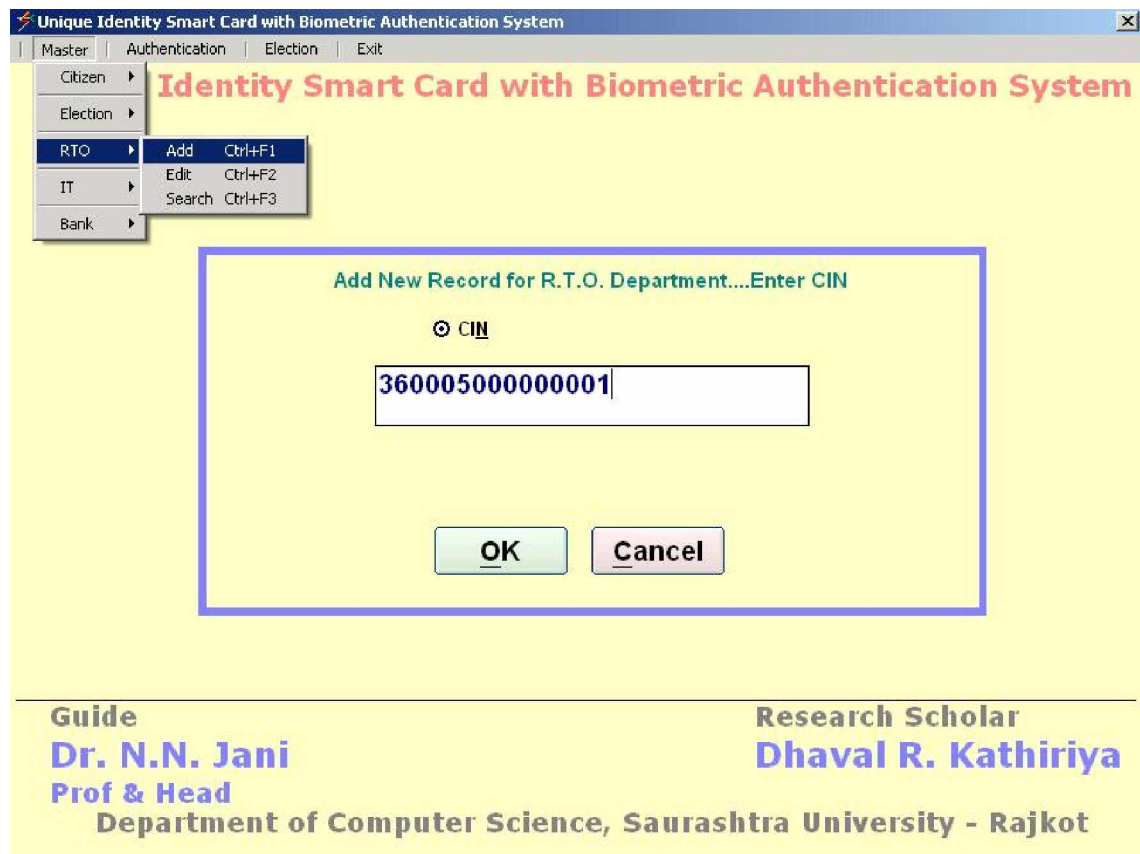 Unique Identity Smart Card with Biometric Authentication System
Master Authentication Election Exit
Identity Smart Card with Biometric Authentication System
Citizen
Election
RTO
IT
Bank
Add Ctrl+F1
Edit Ctrl+F2
Search Ctrl+F3
Add New Record for R.T.O. Department....Enter CIN
CIN
360005000000001
OK Cancel
Guide
Dr. N.N. Jani
Prof & Head
Research Scholar
Dhaval R. Kathiriya
Department of Computer Science, Saurashtra University - Rajkot